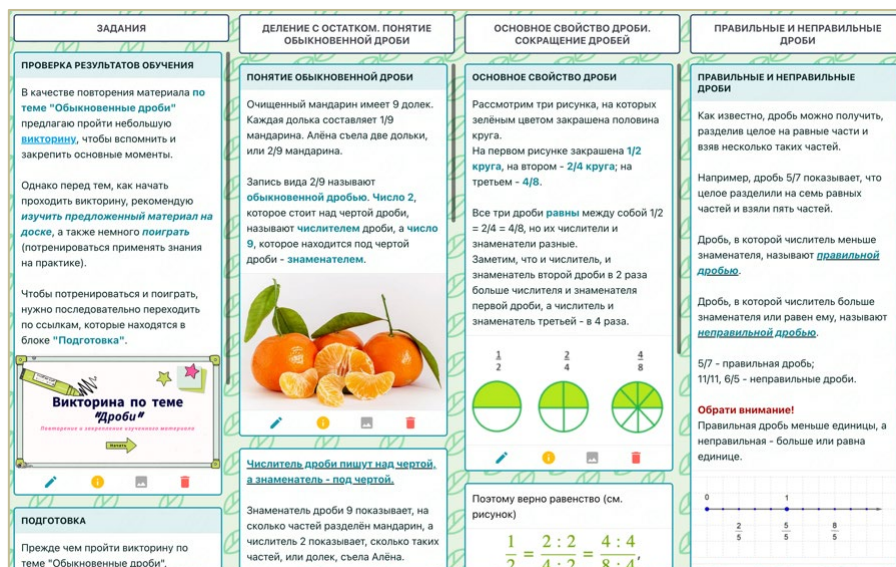 ЗАДАНИЯ
ПРОВЕРКА РЕЗУЛЬТАТОВ ОБУЧЕНИЯ
В качестве повторения материала по
теме "Обыкновенные дроби"
предлагаю пройти небольшую
викторину, чтобы вспомнить и
закрепить основные моменты.
Однако перед тем, как начать
проходить викторину, рекомендую
изучить предложенный материал на
доске, а также немного поиграть
(потренироваться применять знания
на практике).
Чтобы потренироваться и поиграть,
нужно последовательно переходить
по ссылкам, которые находятся в
блоке "Подготовка".
Викторина по теме
"Дроби"
Повторение и закрепление изученного материала
Начать
ПОДГОТОВКА
Прежде чем пройти викторину по
теме "Обыкновенные дроби",
ДЕЛЕНИЕ С ОСТАТКОМ. ПОНЯТИЕ
ОБЫКНОВЕННОЙ ДРОБИ
ПОНЯТИЕ ОБЫКНОВЕННОЙ ДРОБИ
Очищенный мандарин имеет 9 долек.
Каждая долька составляет 1/9
мандарина. Алёна съела две дольки,
или 2/9 мандарина.
Запись вида 2/9 называют
обыкновенной дробью. Число 2,
которое стоит над чертой дроби,
называют числителем дроби, а число
9, которое находится под чертой
дроби - знаменателем.
Числитель дроби пишут над чертой,
а знаменатель - под чертой.
Знаменатель дроби 9 показывает, на
сколько частей разделён мандарин, а
числитель 2 показывает, сколько таких
частей, или долек, съела Алёна.
ОСНОВНОЕ СВОЙСТВО ДРОБИ.
СОКРАЩЕНИЕ ДРОБЕЙ
ОСНОВНОЕ СВОЙСТВО ДРОБИ
Рассмотрим три рисунка, на которых
зелёным цветом закрашена половина
круга.
На первом рисунке закрашена 1/2
круга, на втором - 2/4 круга; на
третьем - 4/8.
Все три дроби равны между собой 1/2
= 2/4 = 4/8, но их числители и
знаменатели разные.
Заметим, что и числитель, и
знаменатель второй дроби в 2 раза
больше числителя и знаменателя
первой дроби, а числитель и
знаменатель третьей - в 4 раза.
1/2 2/4 4/8
Поэтому верно равенство (см.
рисунок)
1/2 = 2 : 2/4 : 2 = 4 : 4/8 : 4,
ПРАВИЛЬНЫЕ И НЕПРАВИЛЬНЫЕ
ДРОБИ
ПРАВИЛЬНЫЕ И НЕПРАВИЛЬНЫЕ
ДРОБИ
Как известно, дробь можно получить,
разделив целое на равные части и
взяв несколько таких частей.
Например, дробь 5/7 показывает, что
целое разделили на семь равных
частей и взяли пять частей.
Дробь, в которой числитель меньше
знаменателя, называют правильной
дробью.
Дробь, в которой числитель больше
знаменателя или равен ему, называют
неправильной дробью.
5/7 - правильная дробь;
11/11, 6/5 - неправильные дроби.
Обрати внимание!
Правильная дробь меньше единицы, а
неправильная - больше или равна
единице.
0 1
2/5 5/5 8/5